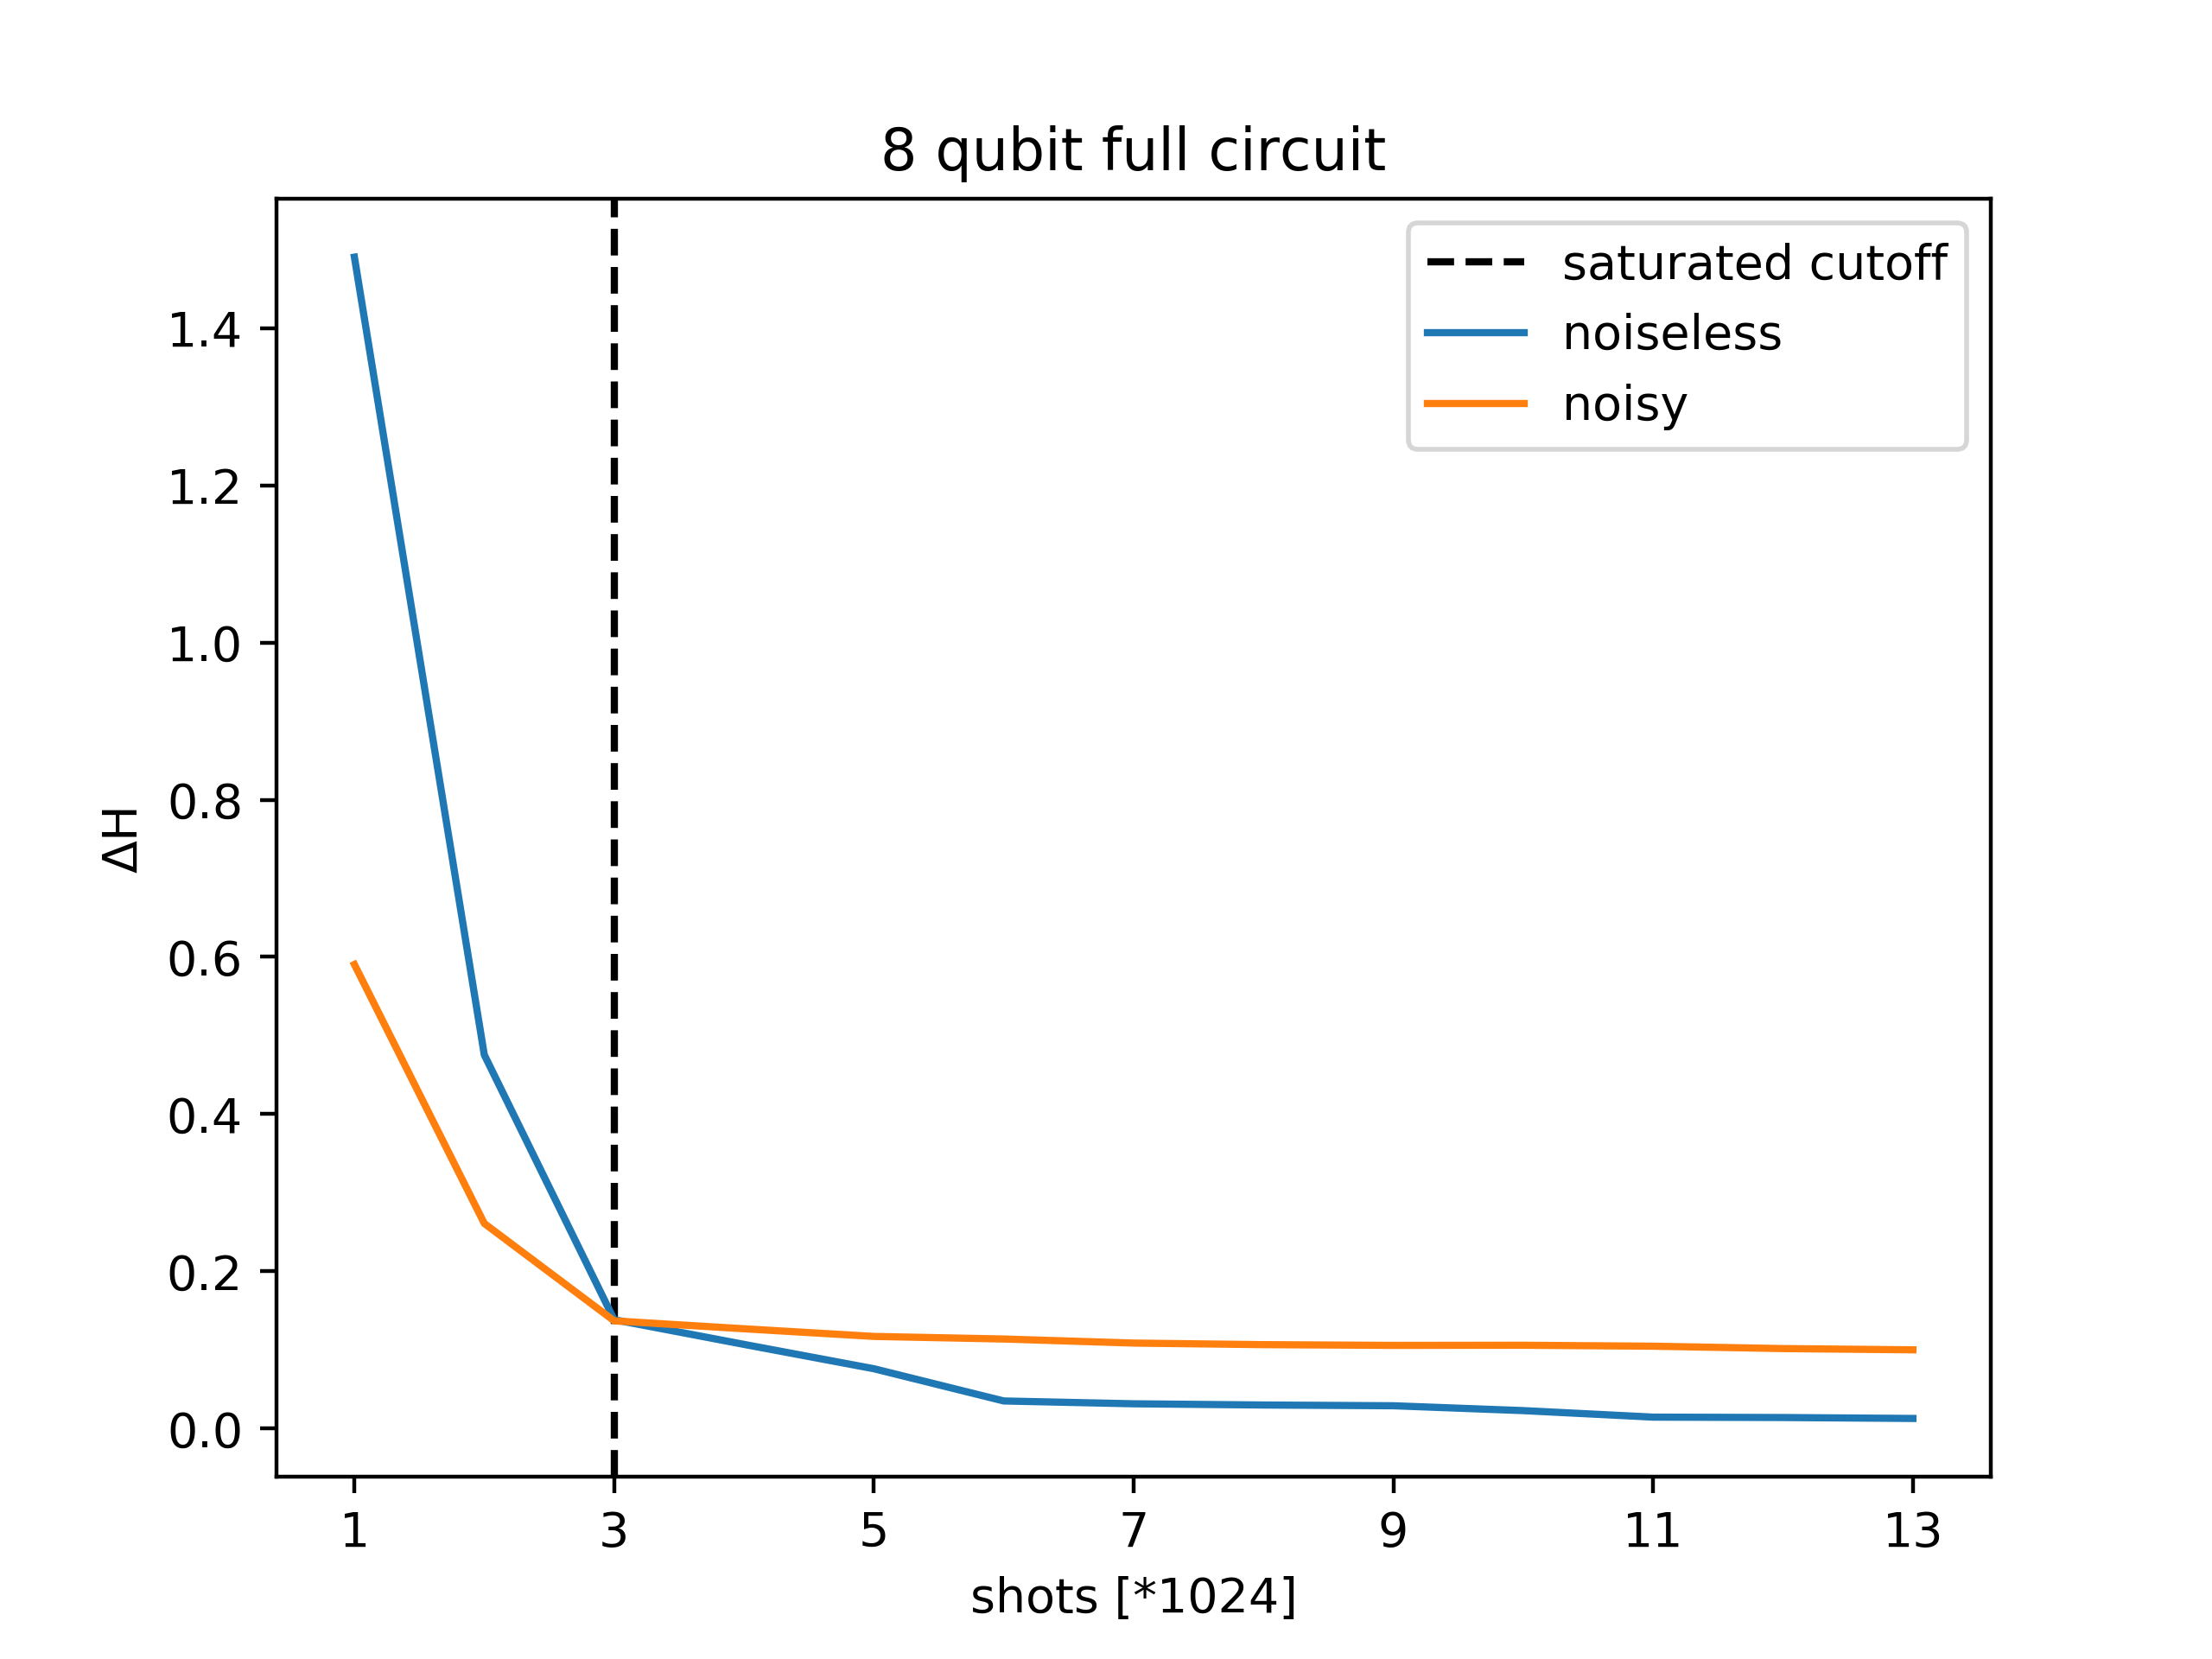 8 qubit full circuit
saturated cutoff
noiseless
noisy
1.4
1.2
1.0
0.8
0.6
0.4
0.2
0.0
ΔH
1 3 5 7 9 11 13
shots [*1024]